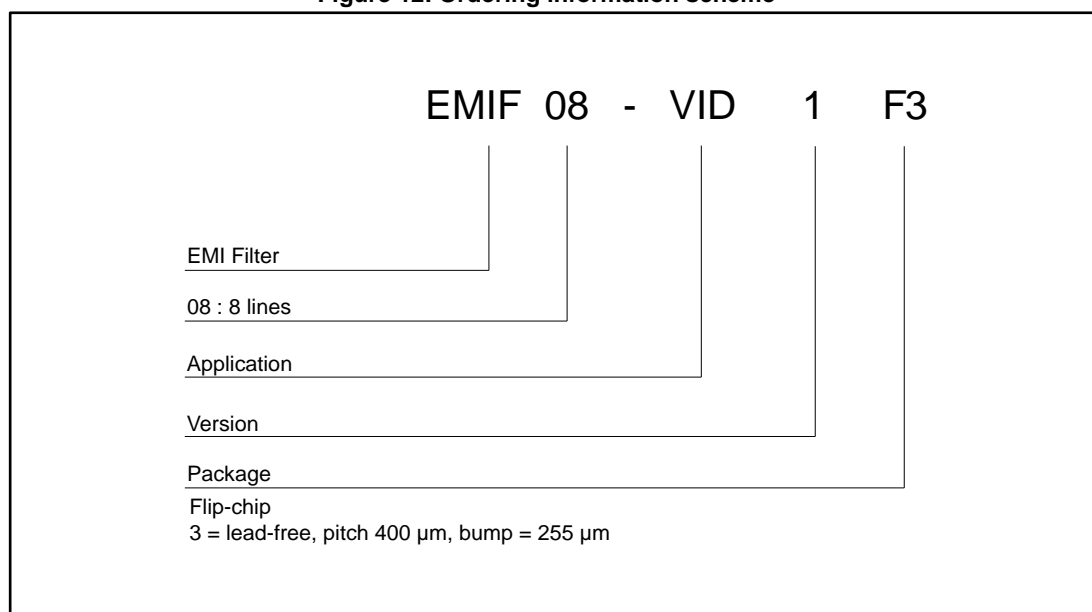 Figure 12. Ordering information scheme
EMIF 08 - VID 1 F3
EMI Filter
08 : 8 lines
Application
Version
Package
Flip-chip
3 = lead-free, pitch 400 µm, bump = 255 µm